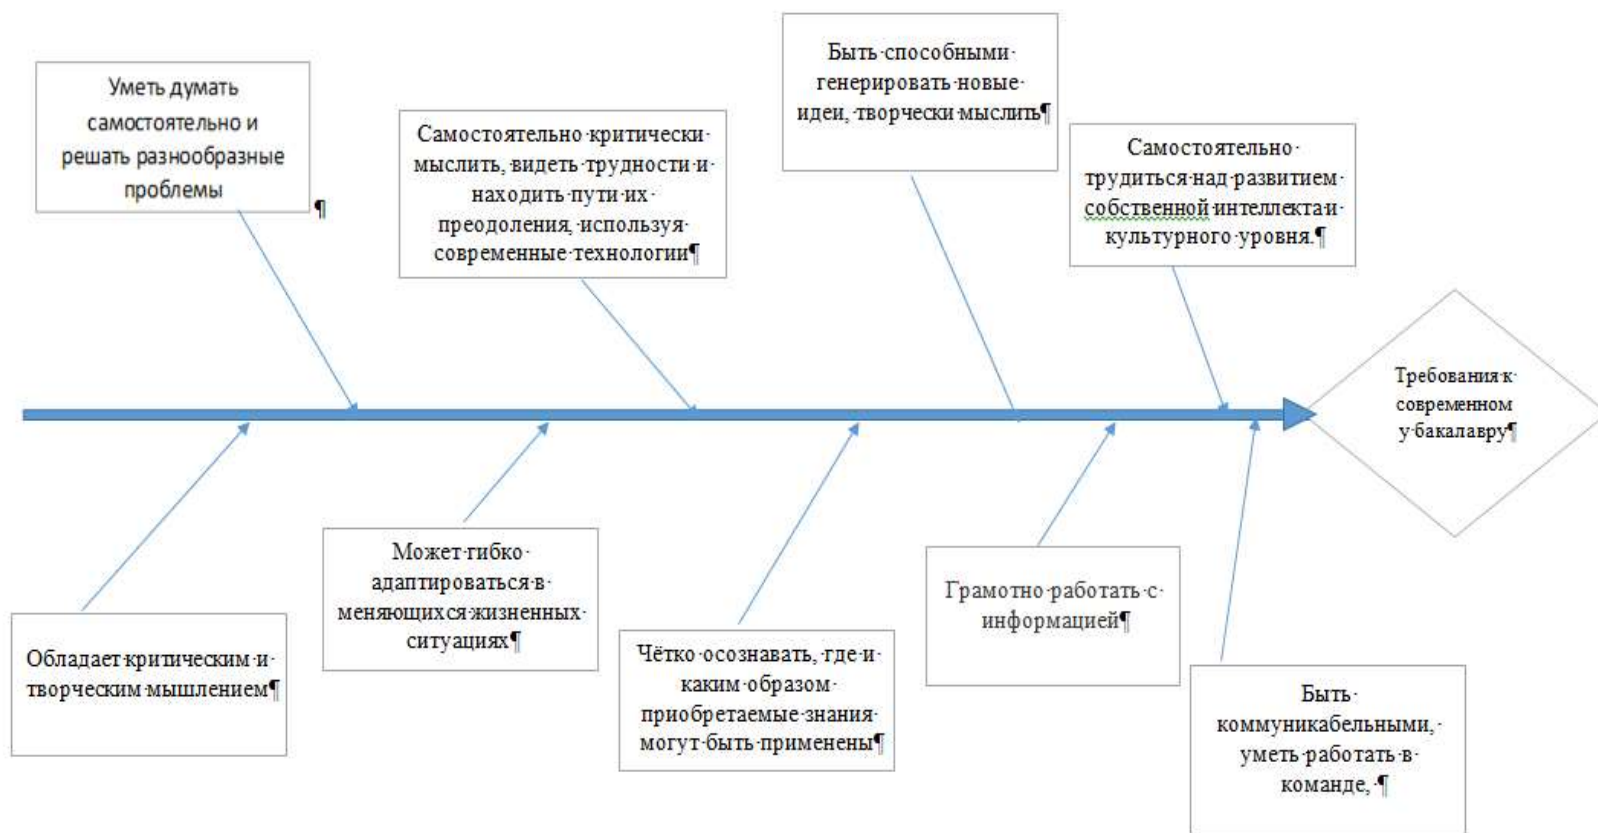 Уметь думать
самостоятельно и
решать разнообразные
проблемы
¶
Самостоятельно·критически·
мыслить,·видеть·трудности·и·
находить·пути·их·
преодоления,·используя·
современные·технологии¶
Быть·способными·
генерировать·новые·
идеи,·творчески·мыслить¶
Самостоятельно·
трудиться·над·развитием·
собственной·интеллекта·и·
культурного·уровня.¶
Требования·к·
современном
у·бакалавру¶
Обладает·критическим·и·
творческим·мышлением¶
Может·гибко·
адаптироваться·в·
меняющихся·жизненных·
ситуациях¶
Чётко·осознавать,·где·и·
каким·образом·
приобретаемые·знания·
могут·быть·применены¶
Грамотно·работать·с·
информацией¶
Быть·
коммуникабельными,·
уметь·работать·в·
команде,·¶